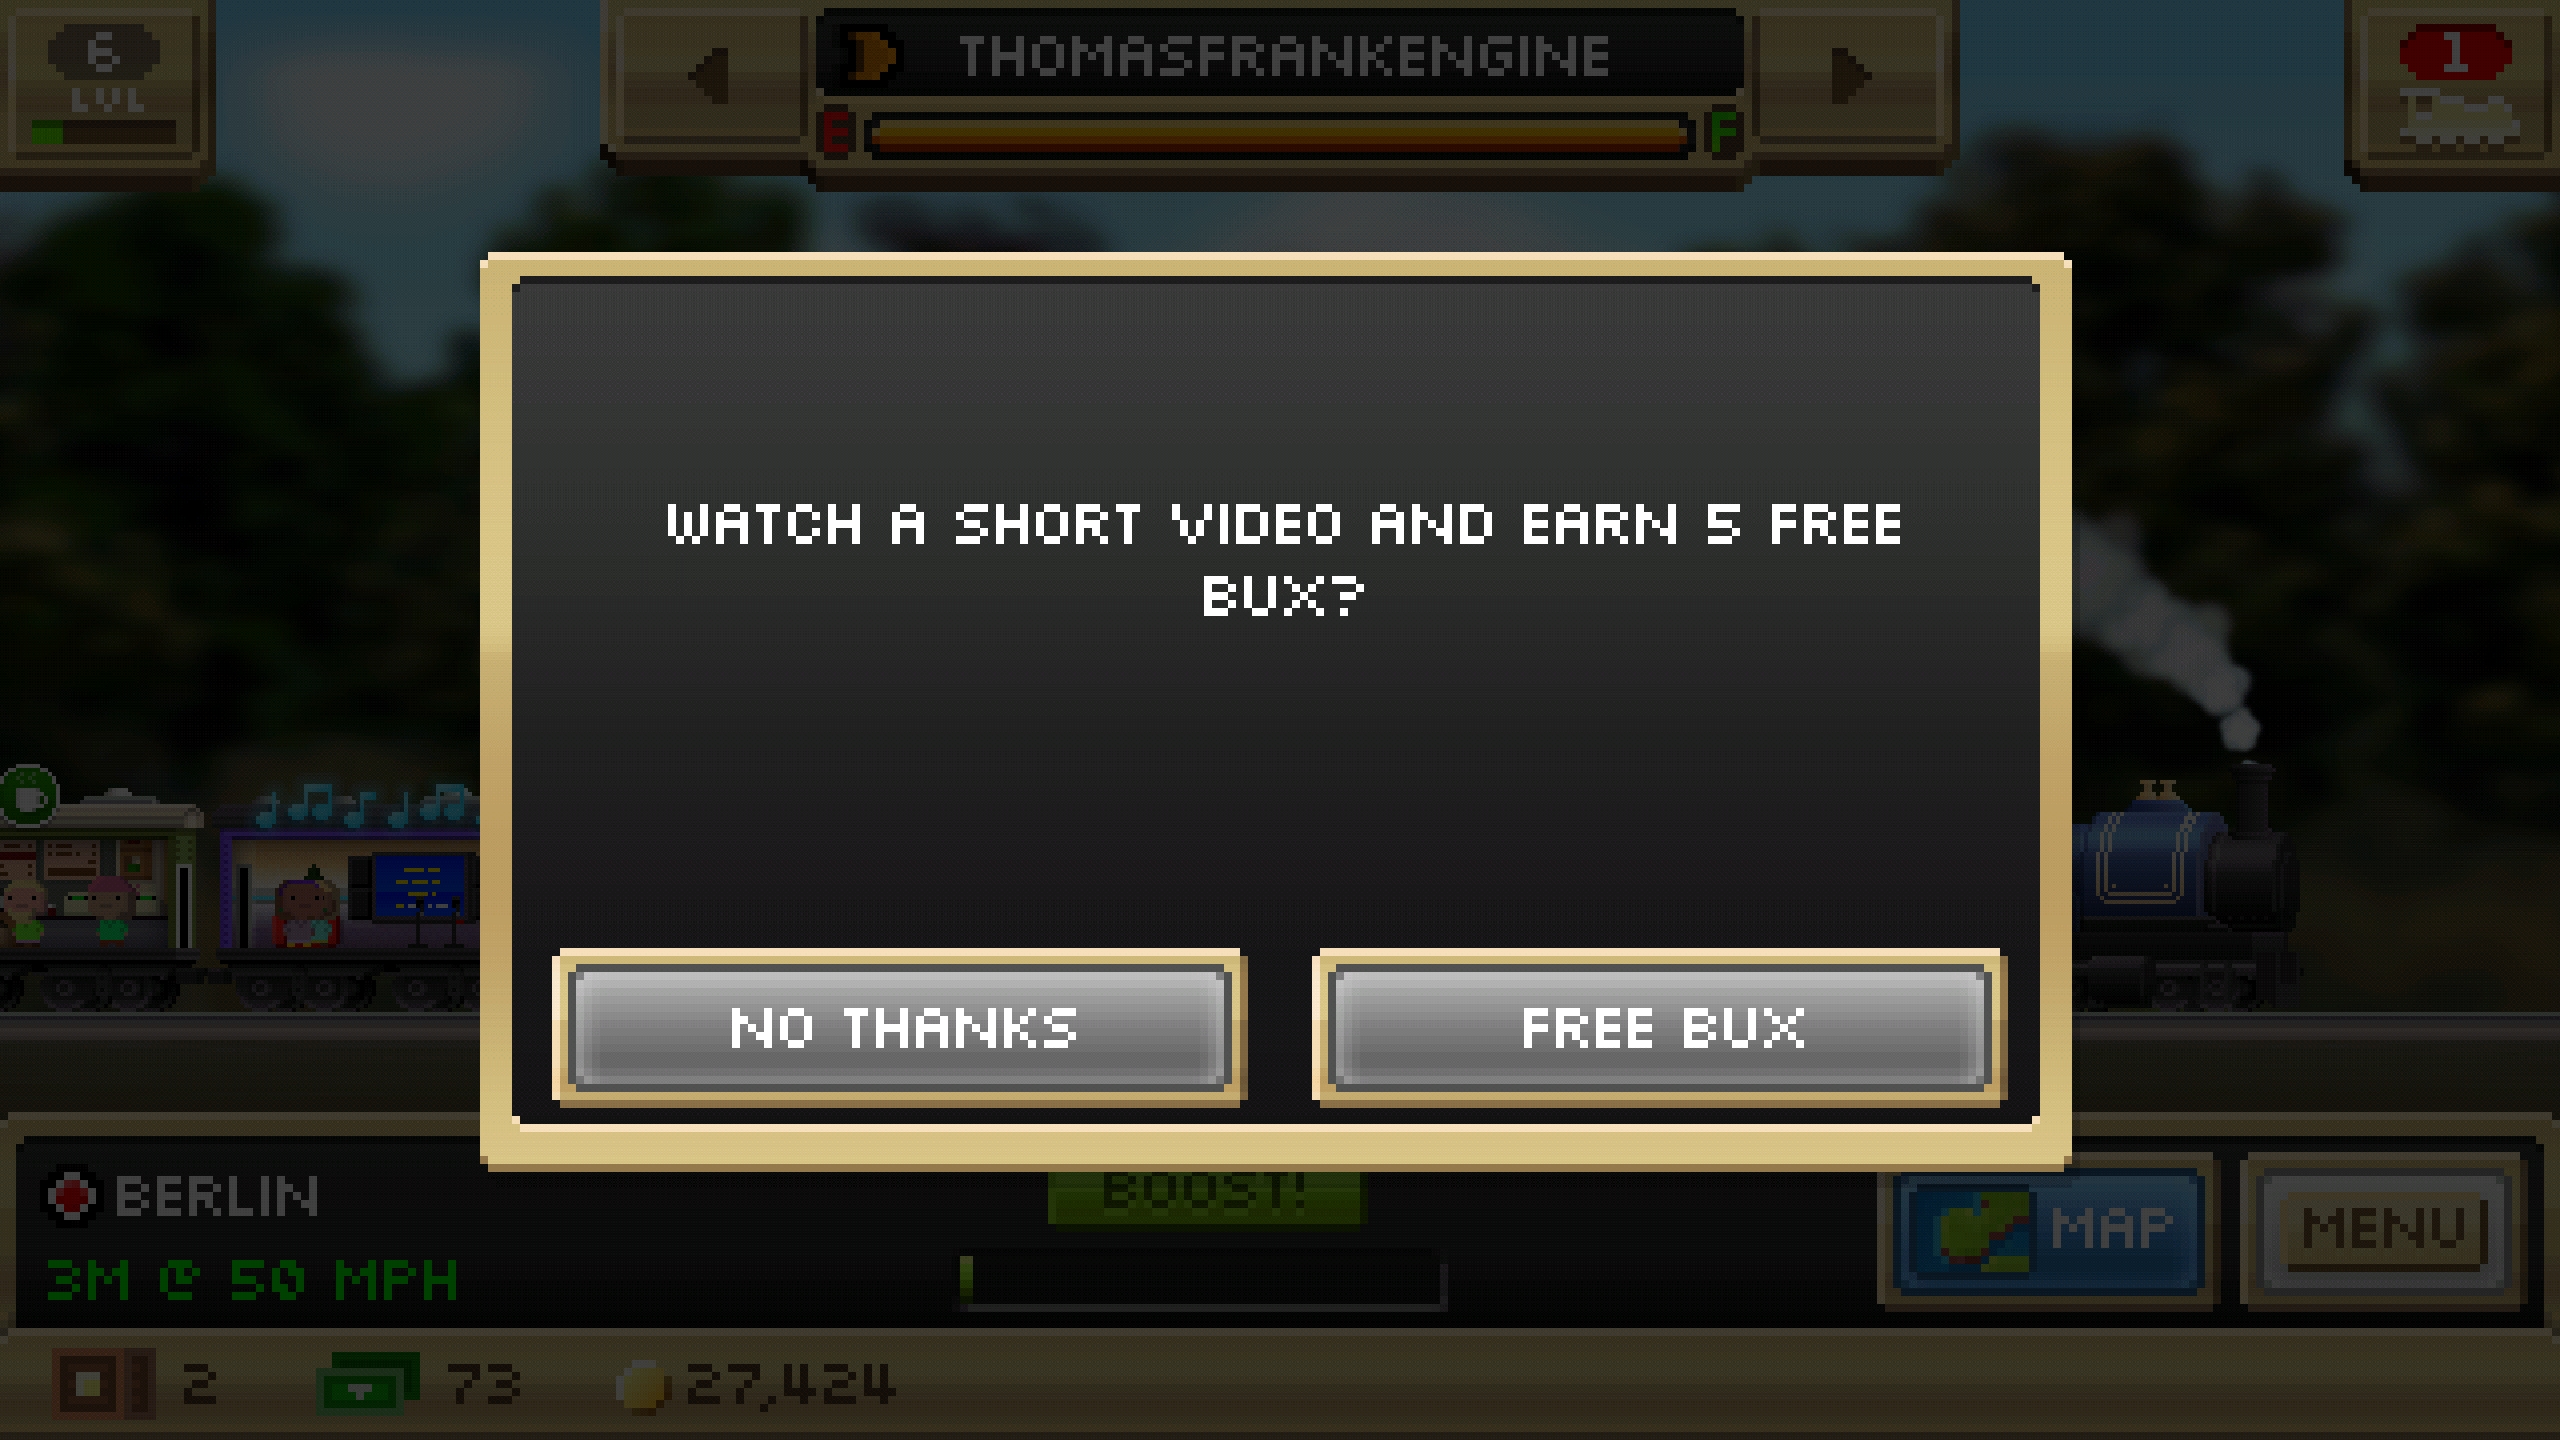 6
LVL
THOMASFRANKENGINE
E F
1
WATCH A SHORT VIDEO AND EARN 5 FREE
BUX?
NO THANKS FREE BUX
BERLIN
BOOST!
MAP MENU
3M @ 50 MPH
2 73 27,424